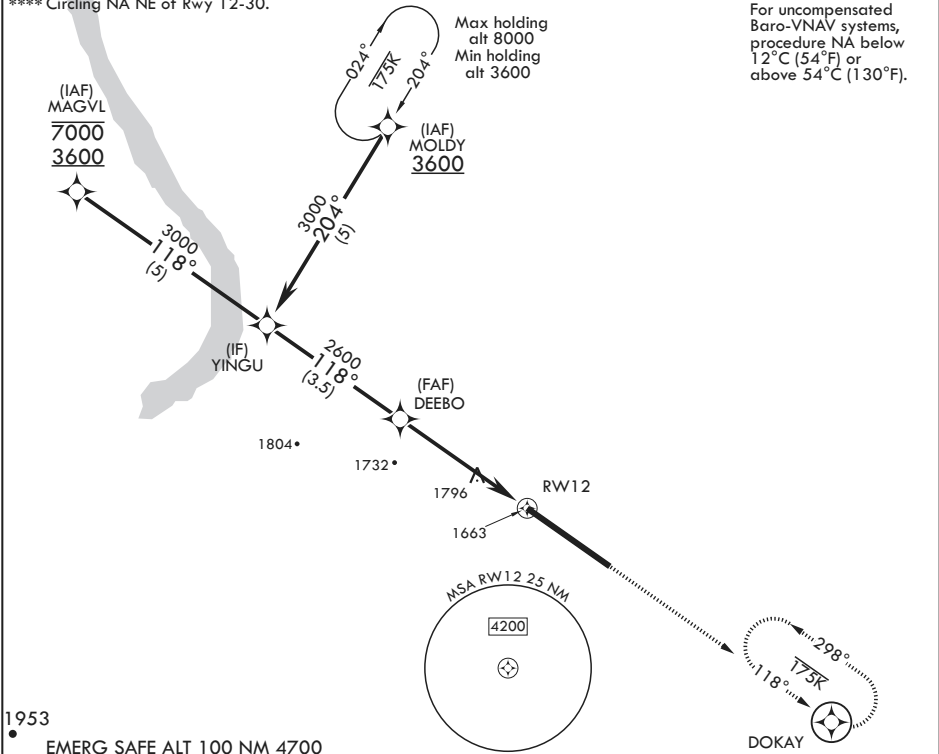 **** Circling NA NE of Rwy 12-30.
For uncompensated
Baro-VNAV systems,
procedure NA below
12°C (54°F) or
above 54°C (130°F).
Max holding
alt 8000
Min holding
alt 3600
024°
175K
204°
(IAF)
MAGVL
7000
3600
(IAF)
MOLDY
3600
3000
204°
(5)
3000
118°
(5)
(IF)
YINGU
2600
118°
(3.5)
(FAF)
DEEBO
1804
1732
1796
RW12
1663
MSA RW12 25 NM
4200
298°
175K
118°
DOKAY
1953
EMERG SAFE ALT 100 NM 4700